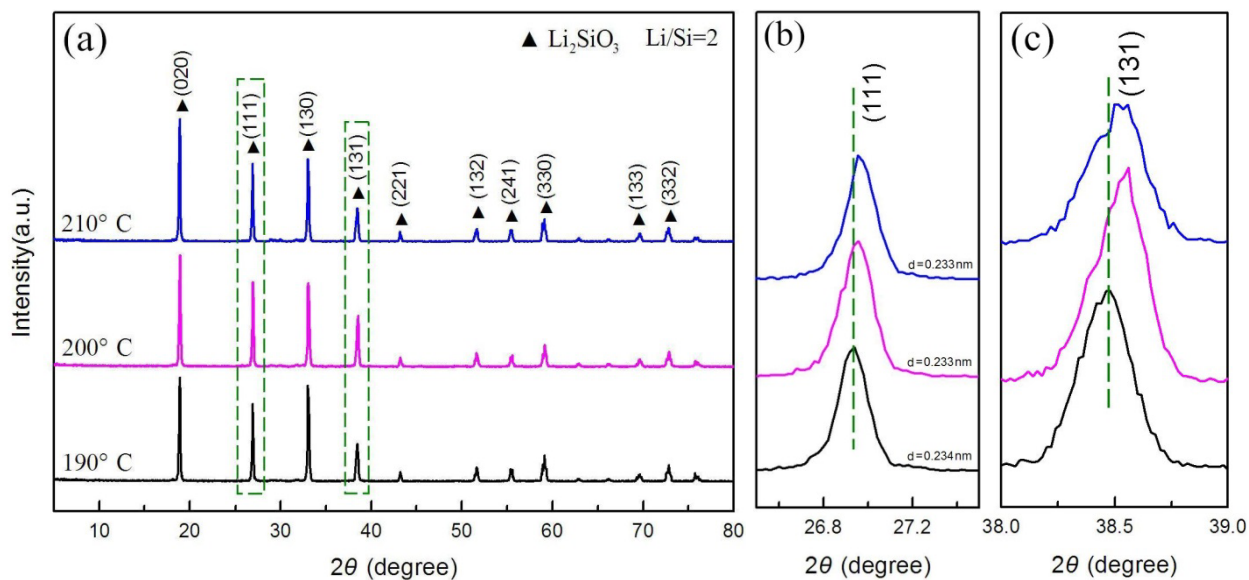 (a)
▲ Li₂SiO₃ Li/Si=2
▲(020)
▲(111)
▲(130)
▲(131)
▲(221)
▲(132)
▲(241)
▲(330)
▲(133)
▲(332)
210° C
200° C
190° C
Intensity(a.u.)
10 20 30 40 50 60 70 80
2θ (degree)
(b)
(111)
d=0.233nm
d=0.233nm
d=0.234nm
26.8 27.2
2θ (degree)
(c)
(131)
38.0 38.5 39.0
2θ (degree)